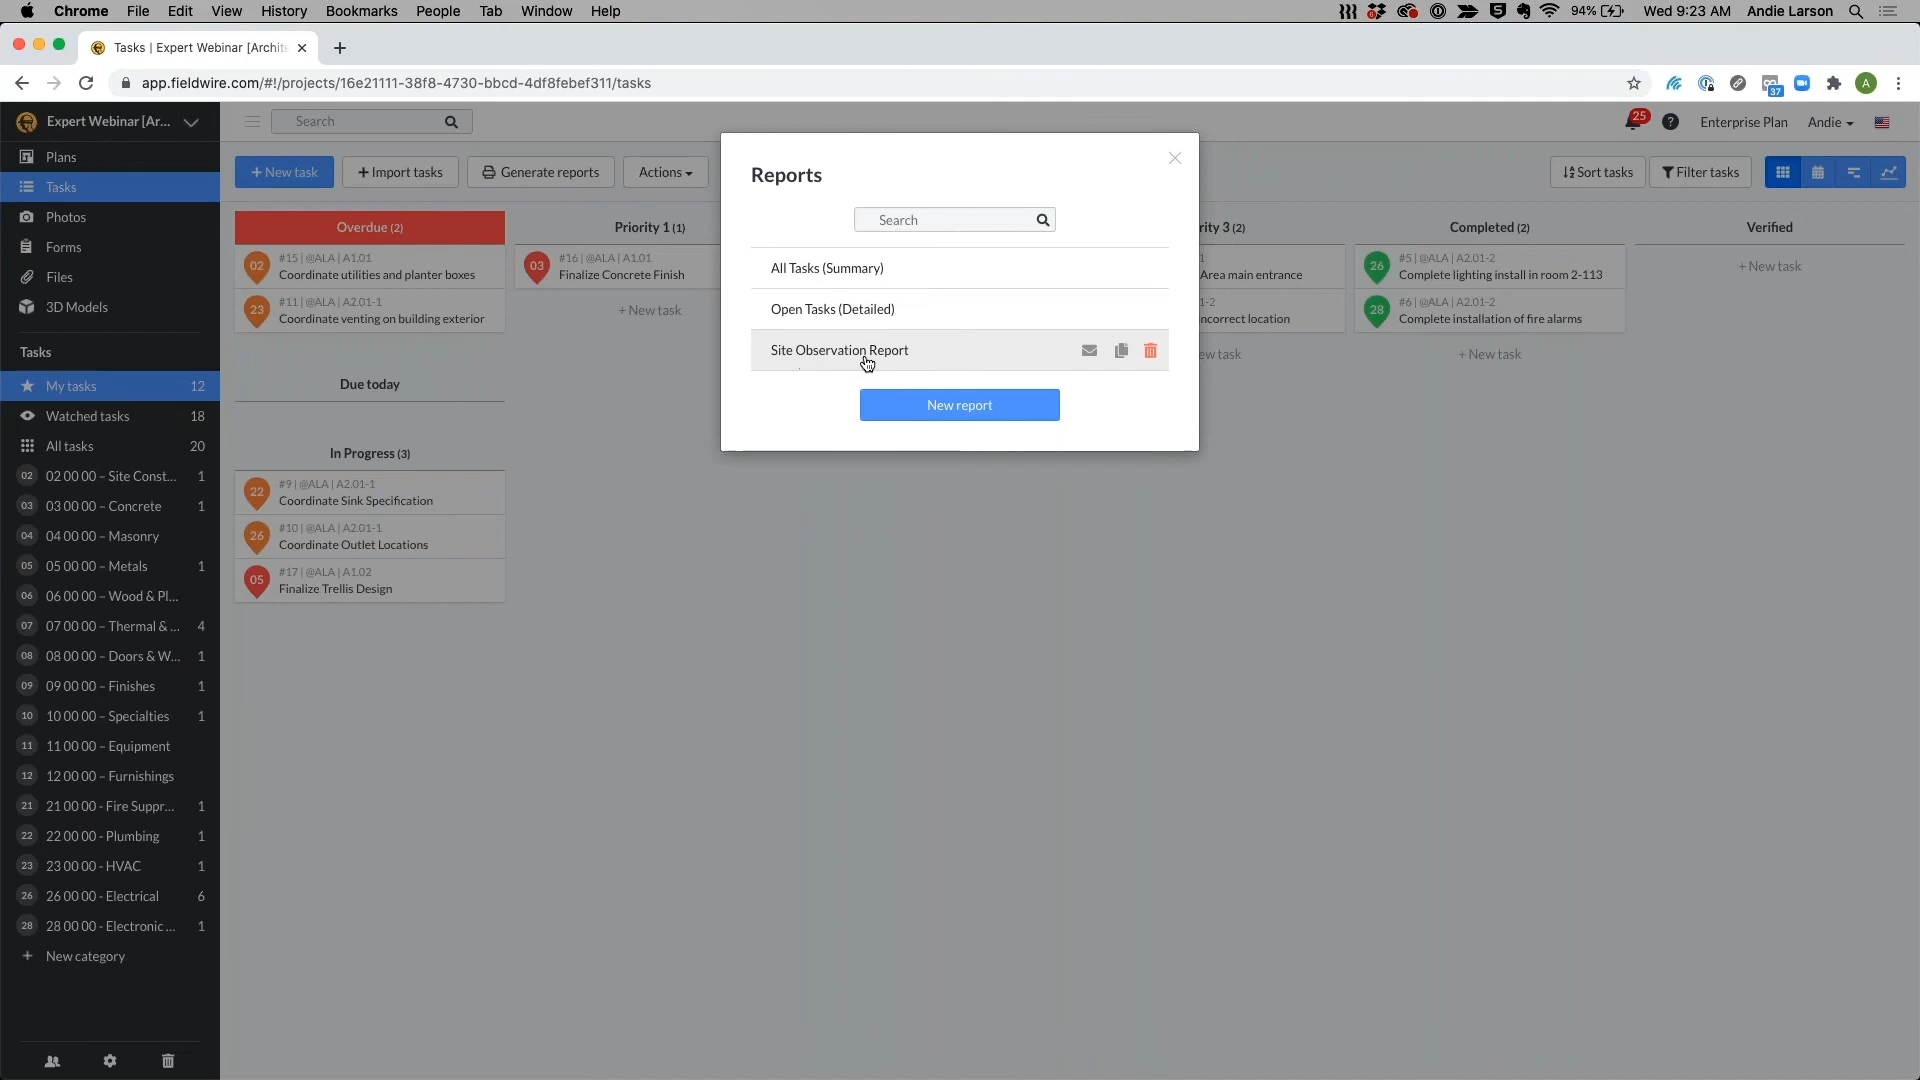 Chrome File Edit View History Bookmarks People Tab Window Help
94% Wed 9:23 AM Andie Larson
Tasks | Expert Webinar [Archite
app.fieldwire.com/#!/projects/16e21111-38f8-4730-bbcd-4df8febef311/tasks
37
A
Expert Webinar [Ar...
Search
25
Enterprise Plan
Andie
Plans
Tasks
Photos
Forms
Files
3D Models
Tasks
My tasks 12
Watched tasks 18
All tasks 20
02 02 00 00 – Site Const... 1
03 03 00 00 – Concrete 1
04 04 00 00 – Masonry
05 05 00 00 – Metals 1
06 06 00 00 – Wood & Pl...
07 07 00 00 – Thermal & ... 4
08 08 00 00 – Doors & W... 1
09 09 00 00 – Finishes 1
10 10 00 00 – Specialties 1
11 11 00 00 – Equipment
12 12 00 00 – Furnishings
21 21 00 00 - Fire Suppr... 1
22 22 00 00 - Plumbing 1
23 23 00 00 - HVAC 1
26 26 00 00 - Electrical 6
28 28 00 00 - Electronic ... 1
+ New category
+ New task
+ Import tasks
Generate reports
Actions
Sort tasks
Filter tasks
Overdue (2)
02 #15 | @ALA | A1.01
Coordinate utilities and planter boxes
23 #11 | @ALA | A2.01-1
Coordinate venting on building exterior
Due today
In Progress (3)
22 #9 | @ALA | A2.01-1
Coordinate Sink Specification
26 #10 | @ALA | A2.01-1
Coordinate Outlet Locations
05 #17 | @ALA | A1.02
Finalize Trellis Design
Priority 1 (1)
03 #16 | @ALA | A1.01
Finalize Concrete Finish
+ New task
Reports
Search
All Tasks (Summary)
Open Tasks (Detailed)
Site Observation Report
New report
rity 3 (2)
1
Area main entrance
1-2
ncorrect location
ew task
Completed (2)
26 #5 | @ALA | A2.01-2
Complete lighting install in room 2-113
28 #6 | @ALA | A2.01-2
Complete installation of fire alarms
+ New task
Verified
+ New task